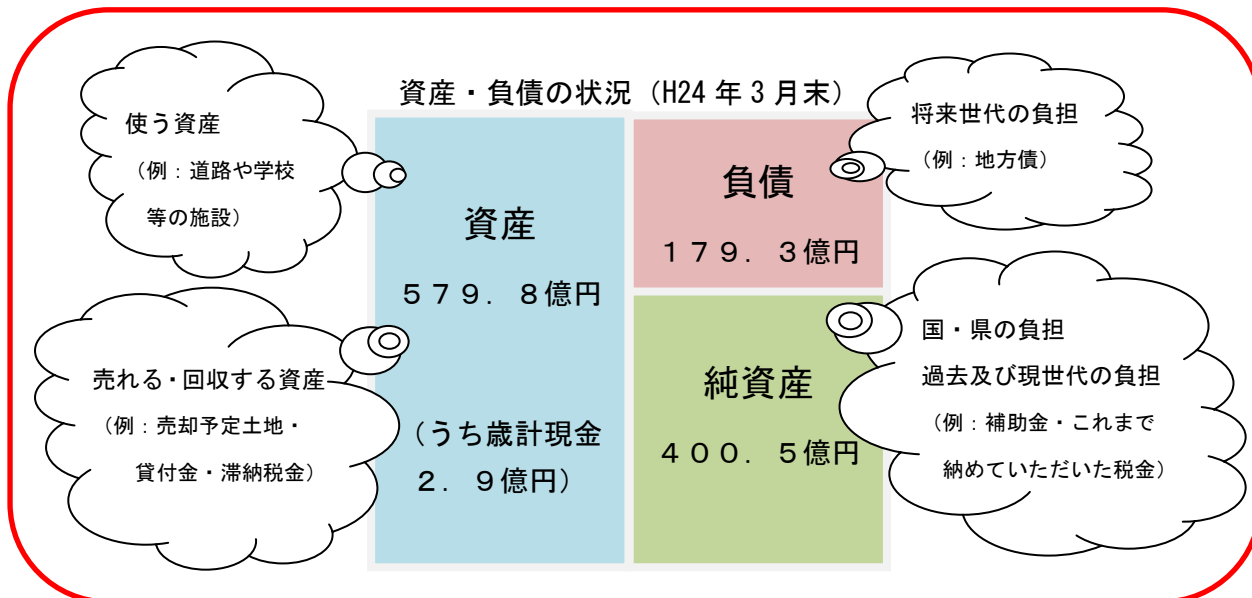 資産・負債の状況（H24年3月末）
使う資産
（例：道路や学校
等の施設）
売れる・回収する資産
（例：売却予定土地・
貸付金・滞納税金）
資産
５７９．８億円
（うち歳計現金
２．９億円）
負債
１７９．３億円
純資産
４００．５億円
将来世代の負担
（例：地方債）
国・県の負担
過去及び現世代の負担
（例：補助金・これまで
納めていただいた税金）